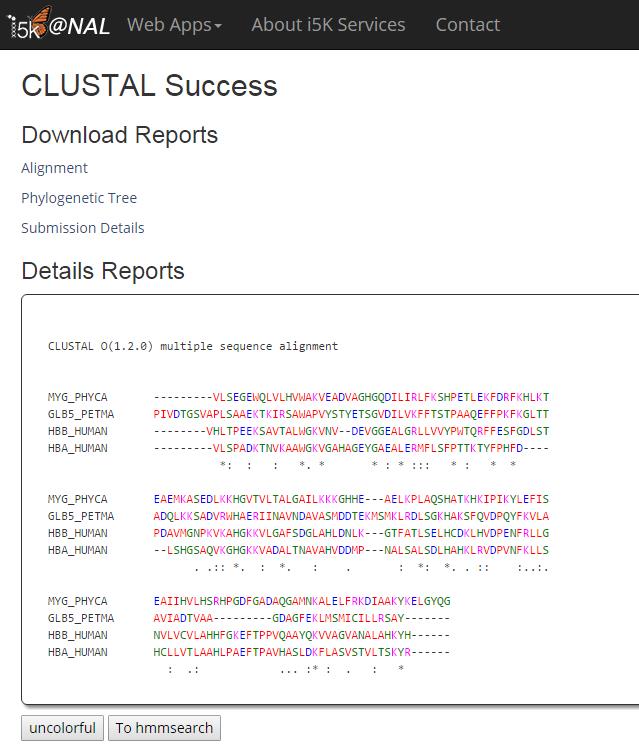 i5k @NAL Web Apps About i5K Services Contact
CLUSTAL Success
Download Reports
Alignment
Phylogenetic Tree
Submission Details
Details Reports
CLUSTAL O(1.2.0) multiple sequence alignment
MYG_PHYCA ---------VLSEGEWQLVLHVWAKVEADVAGHGQDILIRLFKSHPETLEKFDRFKHLKT
GLB5_PETMA PIVDTGSVAPLSAAEKTKIRSAWAPVYSTYETSGVDILVKFFTSTPAAQEFFPKFKGLTT
HBB_HUMAN --------VHLTPEEKSAVTALWGKVNV--DEVGGEALGRLLVVYPWTQRFFESFGDLST
HBA_HUMAN ---------VLSPADKTNVKAAWGKVGAHAGEYGAEALERMFLSFPTTKTYFPHFD----
*: : : *. * * : * ::: * : * *
MYG_PHYCA EAEMKASEDLKKHGVTVLTALGAILKKKGHHE---AELKPLAQSHATKHKIPIKYLEFIS
GLB5_PETMA ADQLKKSADVRWHAERIINAVNDAVASMDDTEKMSMKLRDLSGKHAKSFQVDPQYFKVLA
HBB_HUMAN PDAVMGNPKVKAHGKKVLGAFSDGLAHLDNLK---GTFATLSELHCDKLHVDPENFRLLG
HBA_HUMAN --LSHGSAQVKGHGKKVADALTNAVAHVDDMP---NALSALSDLHAHKLRVDPVNFKLLS
. .:: *. : *. : . : *: *. . :: :..:.
MYG_PHYCA EAIIHVLHSRHPGDFGADAQGAMNKALELFRKDIAAKYKELGYQG
GLB5_PETMA AVIADTVAA---------GDAGFEKLMSMICILLRSAY-------
HBB_HUMAN NVLVCVLAHHFGKEFTPPVQAAYQKVVAGVANALAHKYH------
HBA_HUMAN HCLLVTLAAHLPAEFTPAVHASLDKFLASVSTVLTSKYR------
: .: ... :* : . : *
uncolorful To hmmsearch